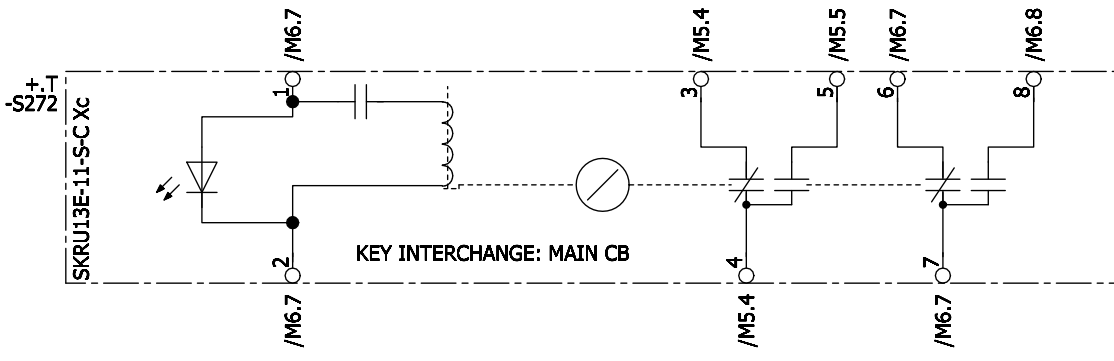 /M6.7
/M5.4
/M5.5
/M6.7
/M6.8
+.T
-S272
1
3
5
6
8
SKRU13E-11-S-C Xc
KEY INTERCHANGE: MAIN CB
2
4
7
/M6.7
/M5.4
/M6.7